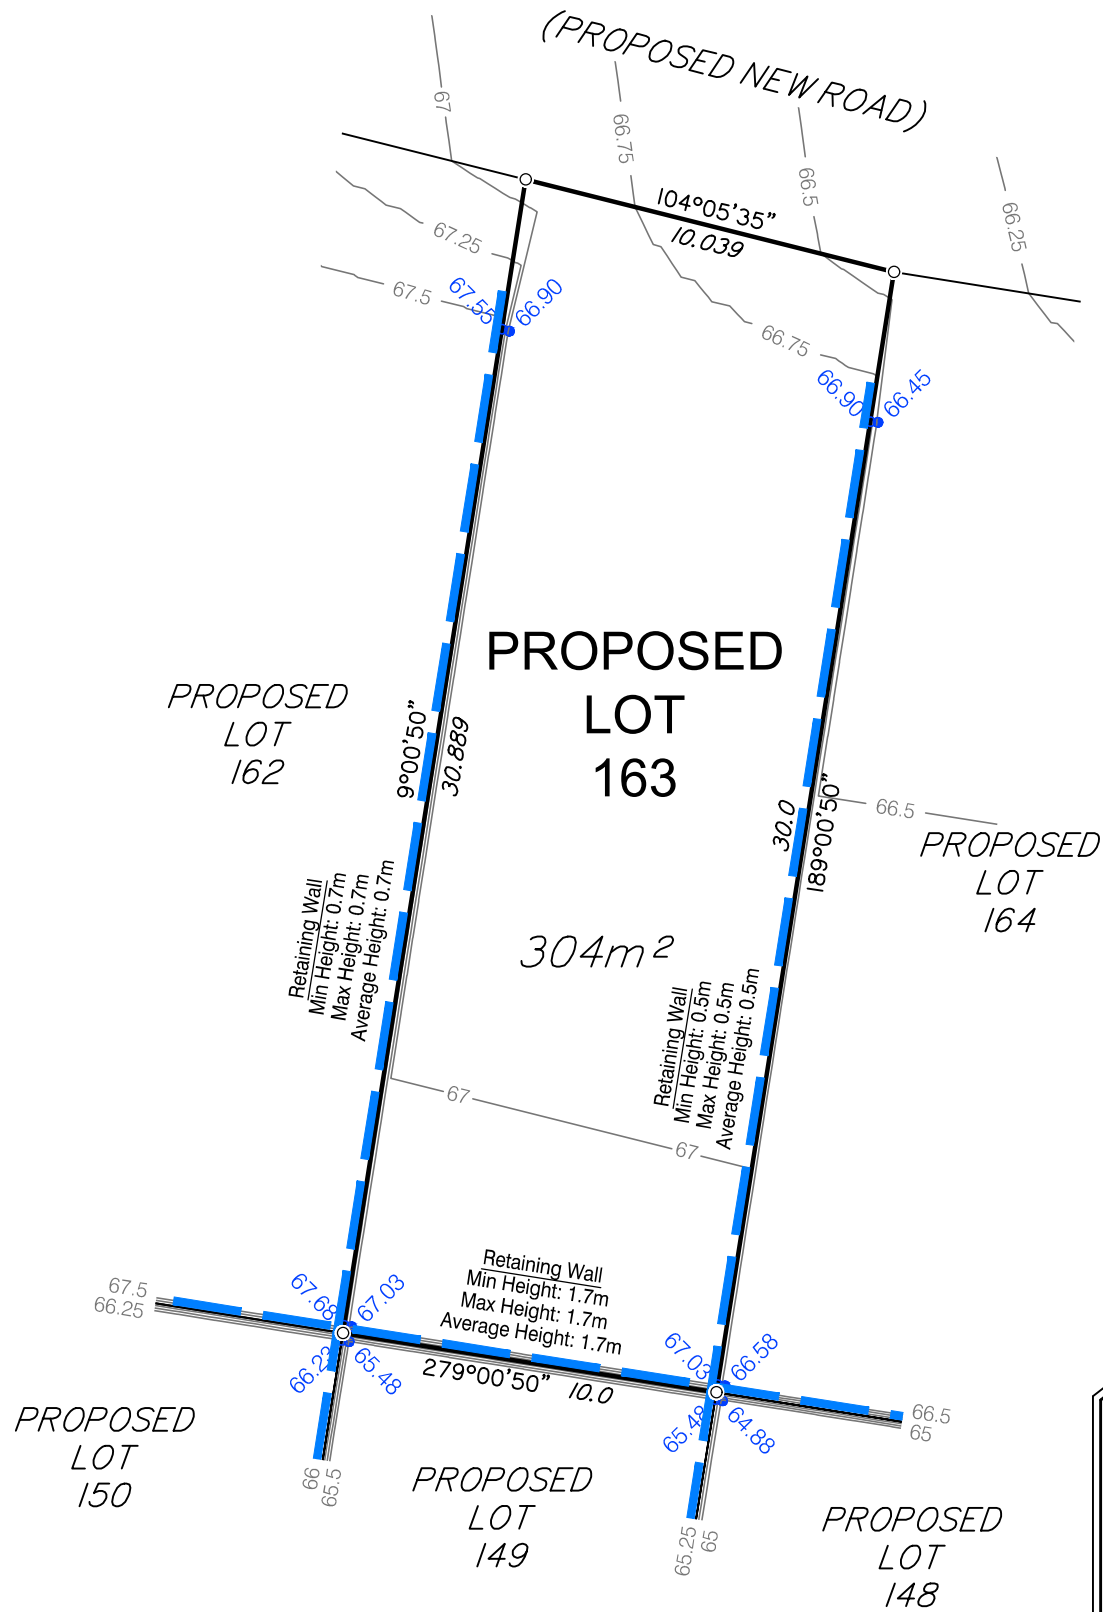 (PROPOSED NEW ROAD)
67
66.75
66.5
66.25
104°05'35"
10.039
67.25
67.5
67.55
66.90
66.75
66.90
66.45
PROPOSED
LOT
163
PROPOSED
LOT
162
9°00'50"
30.889
30.0
189°00'50"
66.5
PROPOSED
LOT
164
304m²
Retaining Wall
Min Height: 0.7m
Max Height: 0.7m
Average Height: 0.7m
Retaining Wall
Min Height: 0.5m
Max Height: 0.5m
Average Height: 0.5m
67
67
Retaining Wall
Min Height: 1.7m
Max Height: 1.7m
Average Height: 1.7m
67.5
66.25
67.68
67.03
66.23
65.48
279°00'50" 10.0
67.03
66.58
65.48
64.88
66.5
65
PROPOSED
LOT
150
66
65.5
PROPOSED
LOT
149
65.25
65
PROPOSED
LOT
148